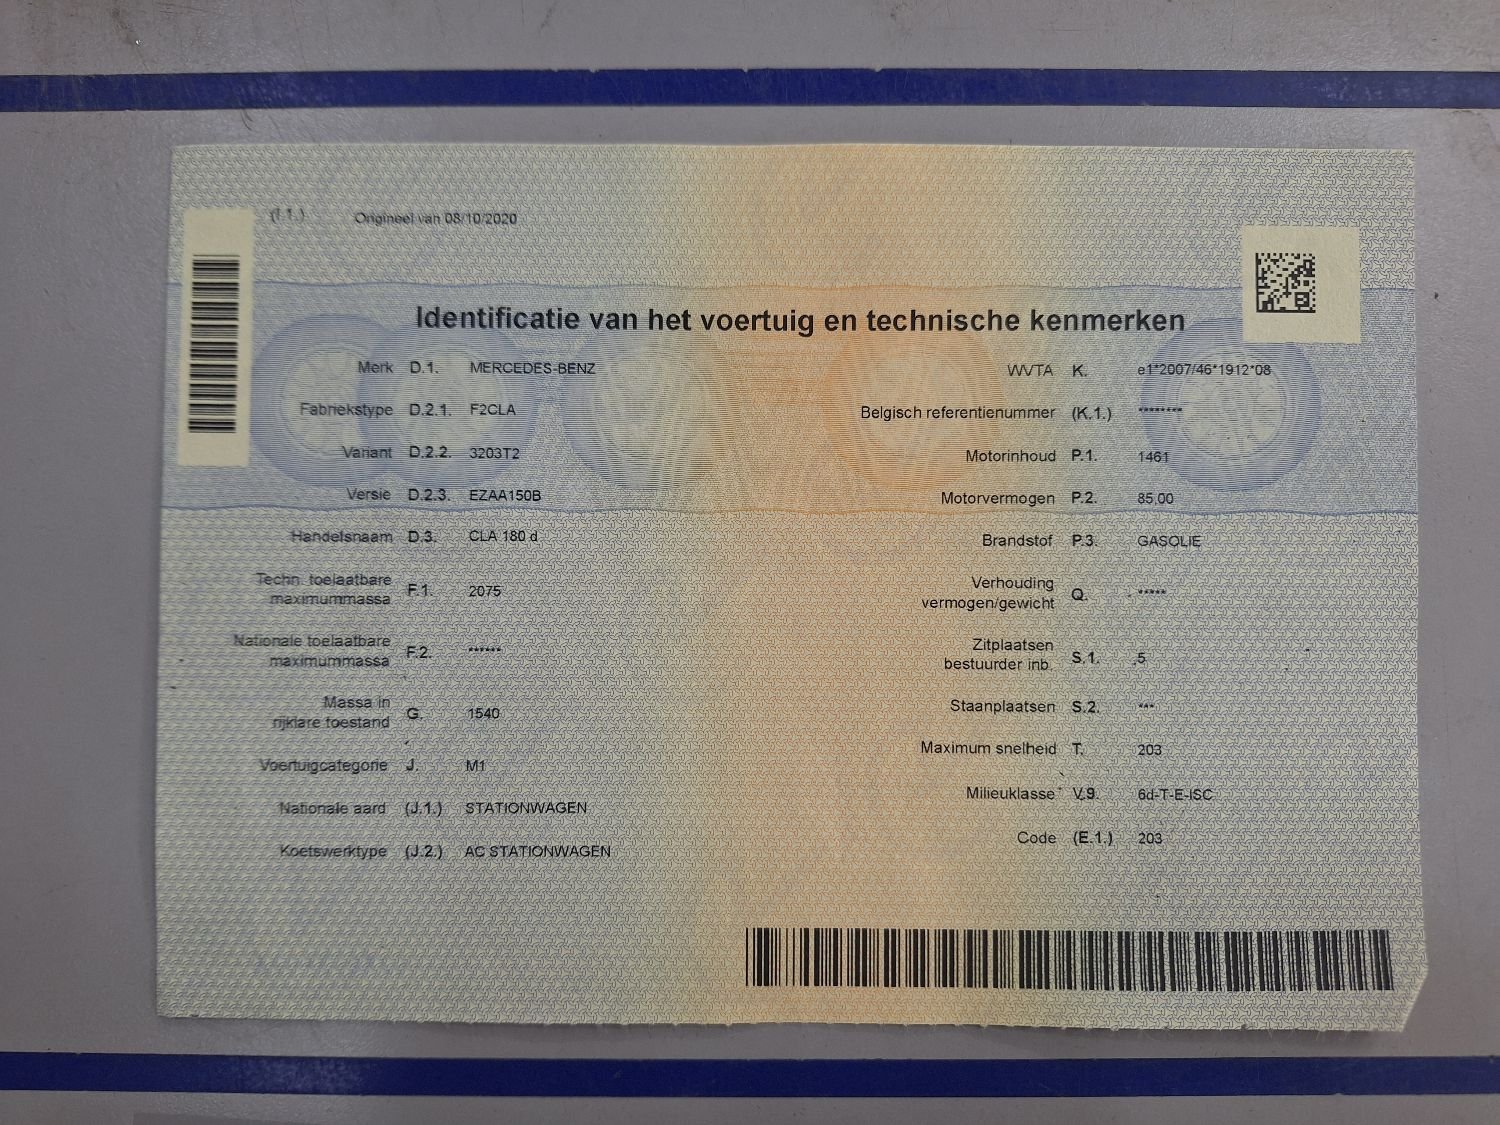 (I.1.) Origineel van 08/10/2020
Identificatie van het voertuig en technische kenmerken
Merk D.1. MERCEDES-BENZ
Fabriekstype D.2.1. F2CLA
Variant D.2.2. 3203T2
Versie D.2.3. EZAA150B
Handelsnaam D.3. CLA 180 d
Techn. toelaatbare
maximummassa F.1. 2075
Nationale toelaatbare
maximummassa F.2. ******
Massa in
rijklare toestand G. 1540
Voertuigcategorie J. M1
Nationale aard (J.1.) STATIONWAGEN
Koetswerktype (J.2.) AC STATIONWAGEN
WVTA K. e1*2007/46*1912*08
Belgisch referentienummer (K.1.) ********
Motorinhoud P.1. 1461
Motorvermogen P.2. 85,00
Brandstof P.3. GASOLIE
Verhouding
vermogen/gewicht Q. *****
Zitplaatsen
bestuurder inb. S.1. 5
Staanplaatsen S.2. ***
Maximum snelheid T. 203
Milieuklasse V.9. 6d-T-E-ISC
Code (E.1.) 203